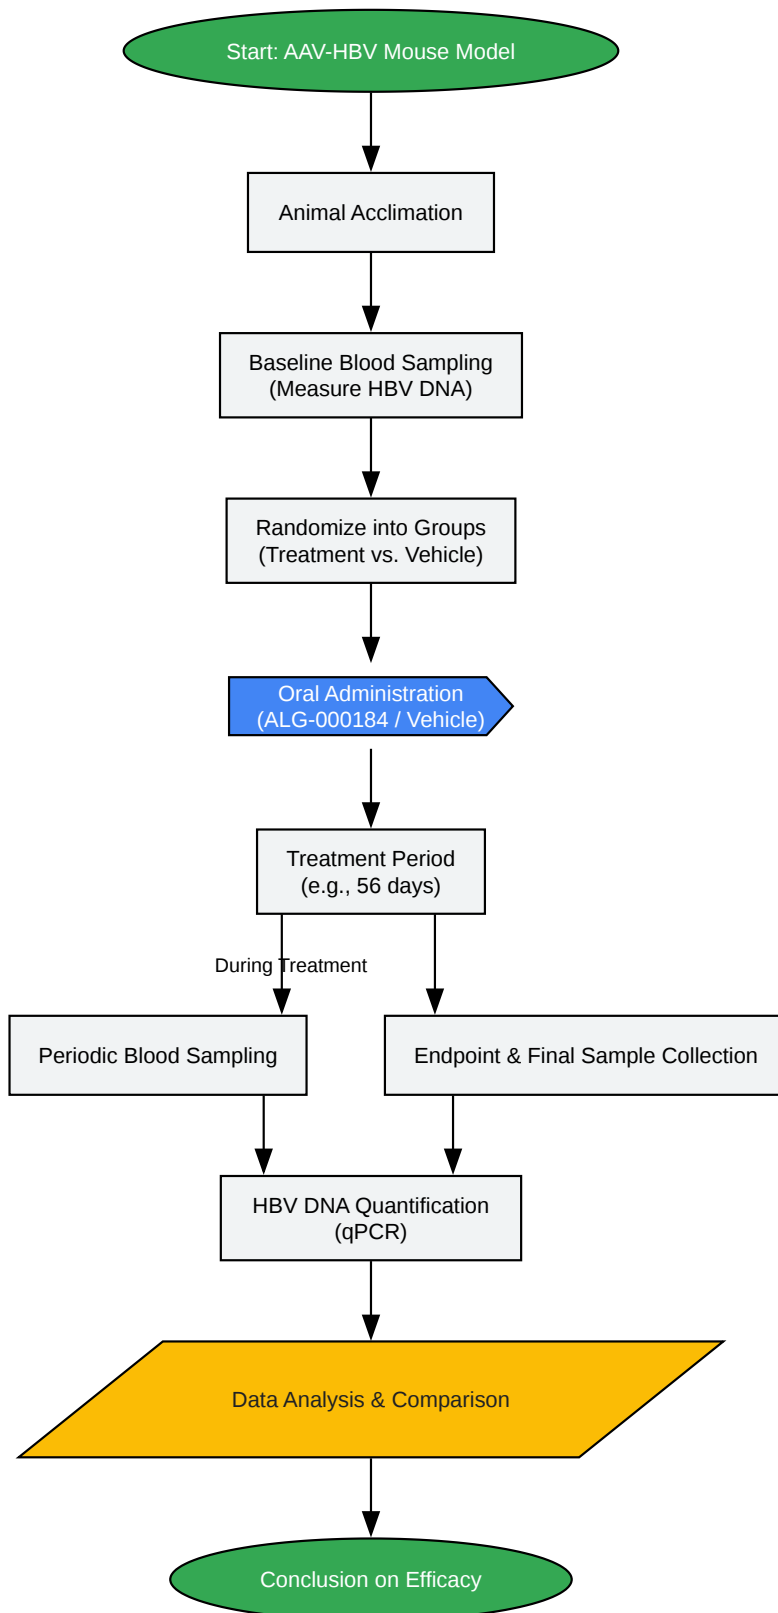 Start: AAV-HBV Mouse Model
Animal Acclimation
Baseline Blood Sampling
(Measure HBV DNA)
Randomize into Groups
(Treatment vs. Vehicle)
Oral Administration
(ALG-000184 / Vehicle)
Treatment Period
(e.g., 56 days)
During Treatment
Periodic Blood Sampling
Endpoint & Final Sample Collection
HBV DNA Quantification
(qPCR)
Data Analysis & Comparison
Conclusion on Efficacy